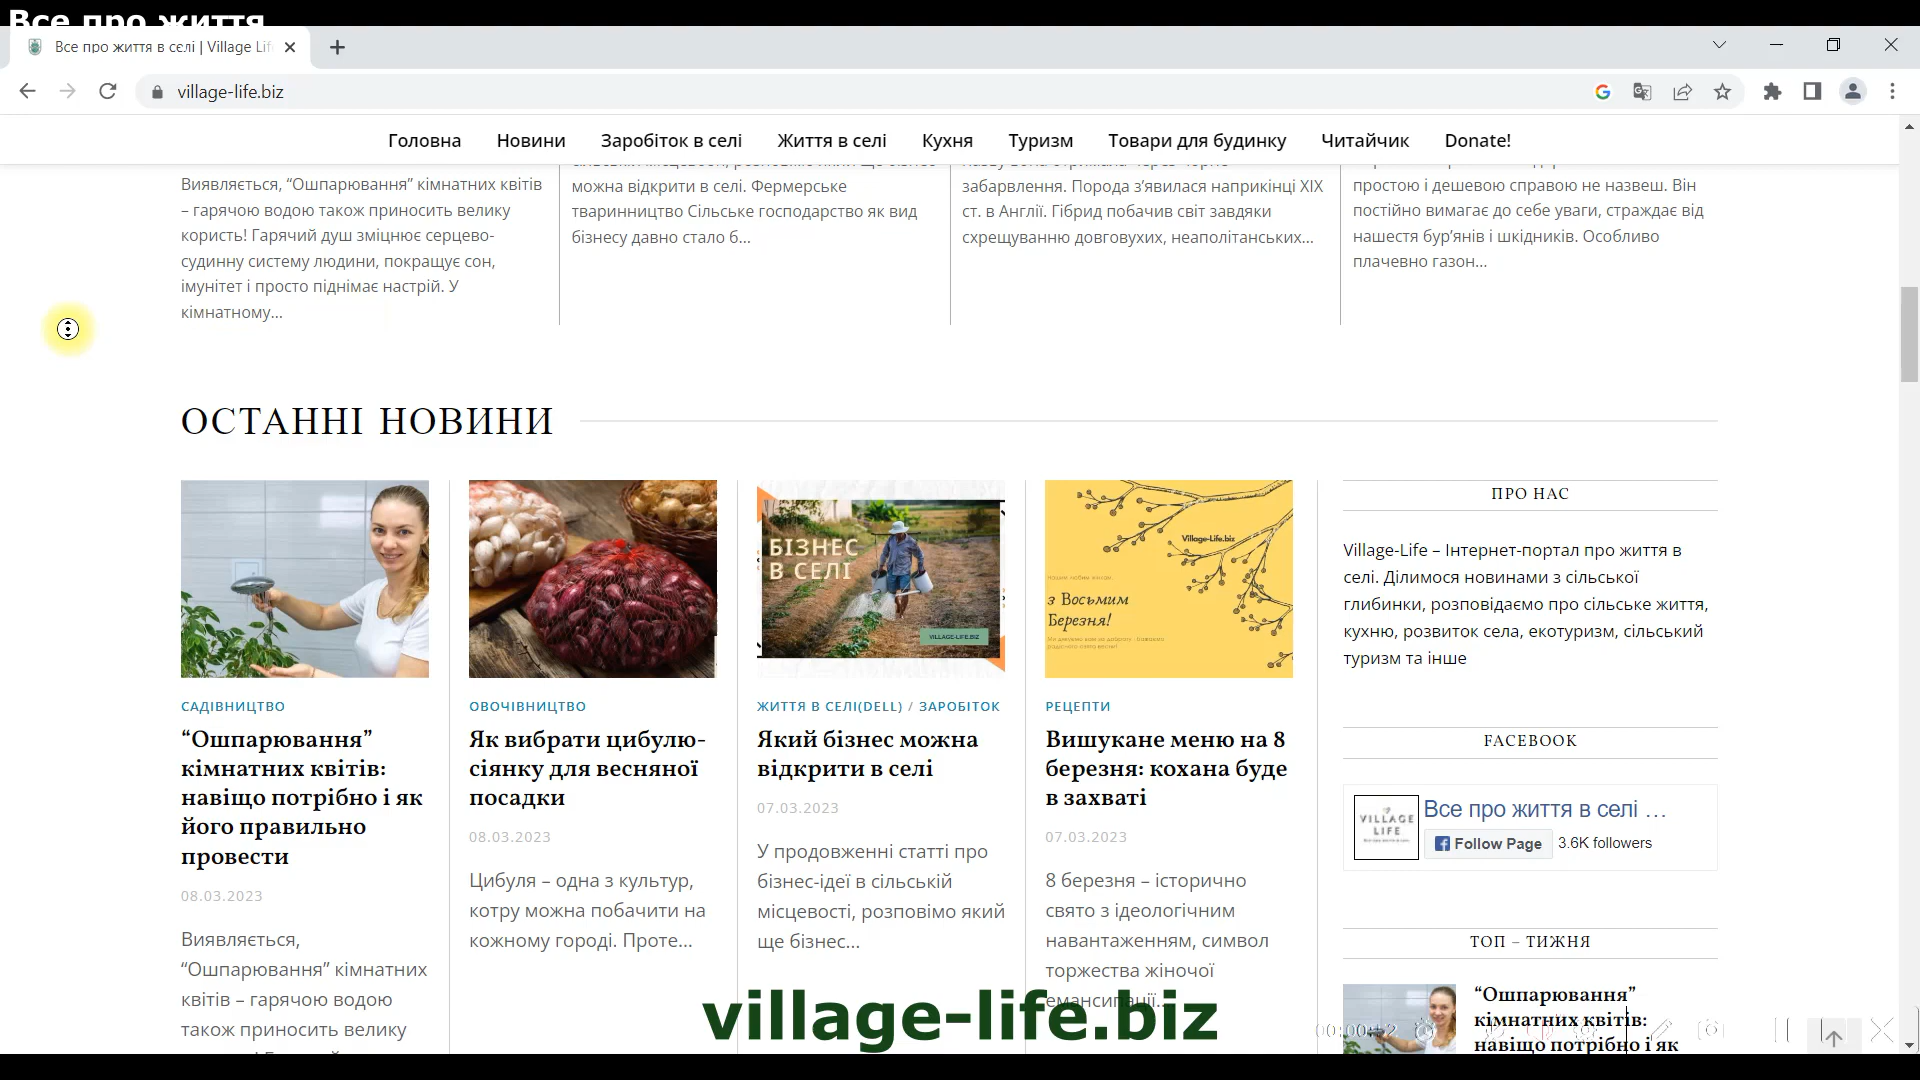 Все про життя
Все про життя в селі | Village Lif
village-life.biz
Головна Новини Заробіток в селі Життя в селі Кухня Туризм Товари для будинку Читайчик Donate!
Виявляється, “Ошпарювання” кімнатних квітів
– гарячою водою також приносить велику
користь! Гарячий душ зміцнює серцево-
судинну систему людини, покращує сон,
імунітет і просто піднімає настрій. У
кімнатному...
можна відкрити в селі. Фермерське
тваринництво Сільське господарство як вид
бізнесу давно стало б...
забарвлення. Порода з’явилася наприкінці XIX
ст. в Англії. Гібрид побачив світ завдяки
схрещуванню довговухих, неаполітанських...
простою і дешевою справою не назвеш. Він
постійно вимагає до себе уваги, страждає від
нашестя бур’янів і шкідників. Особливо
плачевно газон...
ОСТАННІ НОВИНИ
САДІВНИЦТВО
“Ошпарювання”
кімнатних квітів:
навіщо потрібно і як
його правильно
провести
08.03.2023
Виявляється,
“Ошпарювання” кімнатних
квітів – гарячою водою
також приносить велику
ОВОЧІВНИЦТВО
Як вибрати цибулю-
сіянку для весняної
посадки
08.03.2023
Цибуля – одна з культур,
котру можна побачити на
кожному городі. Проте...
БІЗНЕС
В СЕЛІ
VILLAGE-LIFE.BIZ
ЖИТТЯ В СЕЛІ(DELL) / ЗАРОБІТОК
Який бізнес можна
відкрити в селі
07.03.2023
У продовженні статті про
бізнес-ідеї в сільській
місцевості, розповімо який
ще бізнес...
Village-Life.biz
з Восьмим
Березня!
РЕЦЕПТИ
Вишукане меню на 8
березня: кохана буде
в захваті
07.03.2023
8 березня – історично
свято з ідеологічним
навантаженням, символ
торжества жіночої
емансипації...
ПРО НАС
Village-Life – Інтернет-портал про життя в
селі. Ділимося новинами з сільської
глибинки, розповідаємо про сільське життя,
кухню, розвиток села, екотуризм, сільський
туризм та інше
FACEBOOK
VILLAGE
LIFE
Все про життя в селі ...
Follow Page 3.6K followers
ТОП – ТИЖНЯ
“Ошпарювання”
кімнатних квітів:
навіщо потрібно і як
village-life.biz